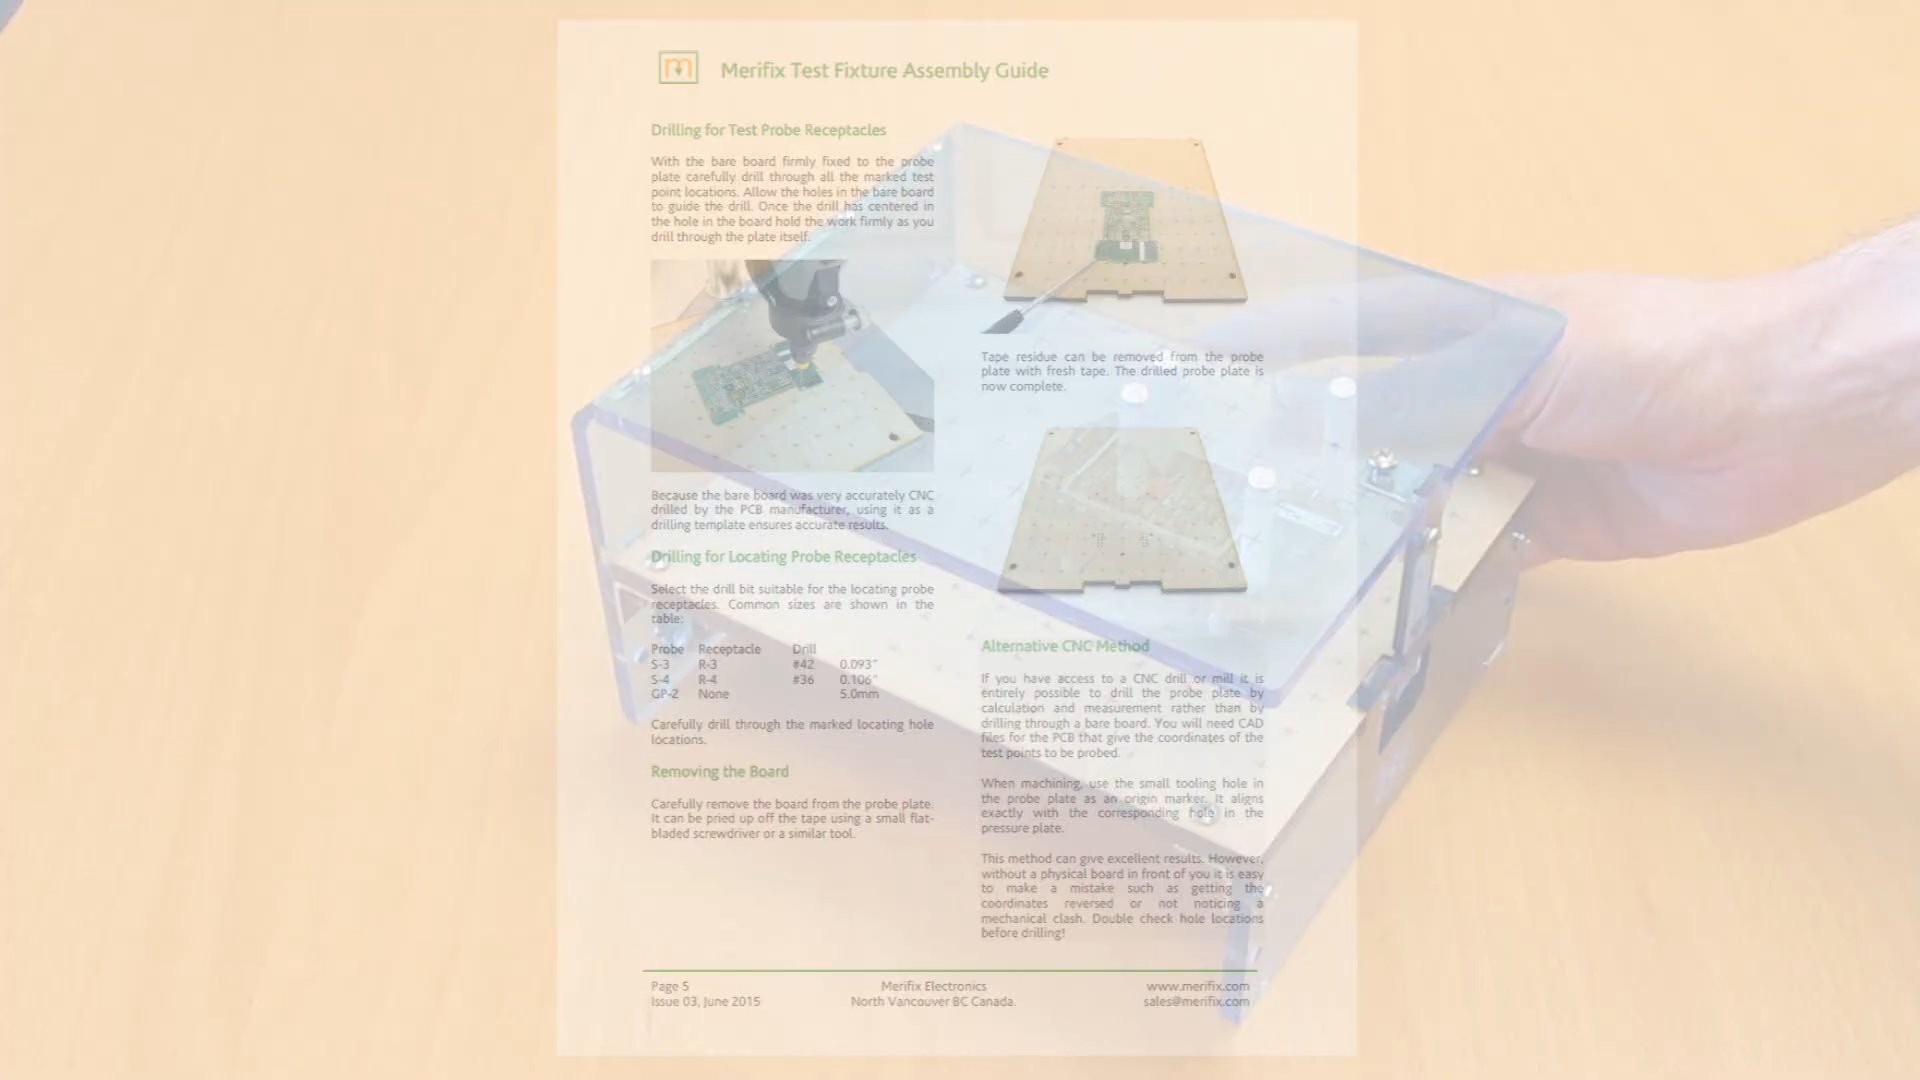 m
Merifix Test Fixture Assembly Guide
Drilling for Test Probe Receptacles
With the bare board firmly fixed to the probe
plate carefully drill through all the marked test
point locations. Allow the holes in the bare board
to guide the drill. Once the drill has centered in
the hole in the board hold the work firmly as you
drill through the plate itself.
Because the bare board was very accurately CNC
drilled by the PCB manufacturer, using it as a
drilling template ensures accurate results.
Drilling for Locating Probe Receptacles
Select the drill bit suitable for the locating probe
receptacles. Common sizes are shown in the
table:
Probe Receptacle Drill
S-3 R-3 #42 0.093"
S-4 R-4 #36 0.106"
GP-2 None 5.0mm
Carefully drill through the marked locating hole
locations.
Removing the Board
Carefully remove the board from the probe plate.
It can be pried up off the tape using a small flat-
bladed screwdriver or a similar tool.
Tape residue can be removed from the probe
plate with fresh tape. The drilled probe plate is
now complete.
Alternative CNC Method
If you have access to a CNC drill or mill it is
entirely possible to drill the probe plate by
calculation and measurement rather than by
drilling through a bare board. You will need CAD
files for the PCB that give the coordinates of the
test points to be probed.
When machining, use the small tooling hole in
the probe plate as an origin marker. It aligns
exactly with the corresponding hole in the
pressure plate.
This method can give excellent results. However,
without a physical board in front of you it is easy
to make a mistake such as getting the
coordinates reversed or not noticing a
mechanical clash. Double check hole locations
before drilling!
Page 5 Merifix Electronics www.merifix.com
Issue 03, June 2015 North Vancouver BC Canada. sales@merifix.com